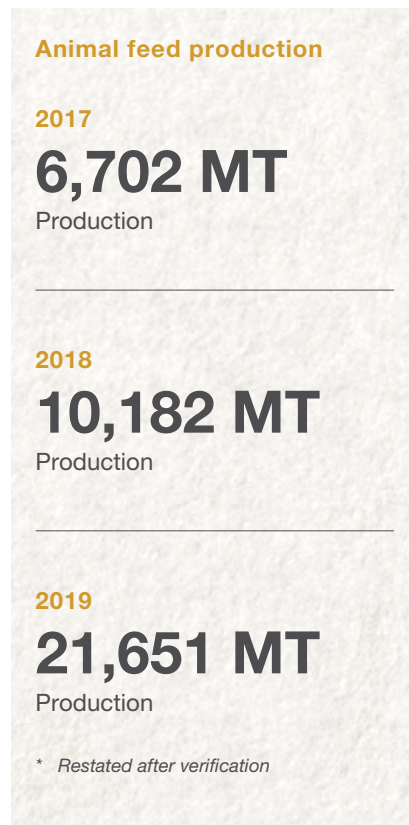 Animal feed production
2017
6,702 MT
Production
2018
10,182 MT
Production
2019
21,651 MT
Production
* Restated after verification